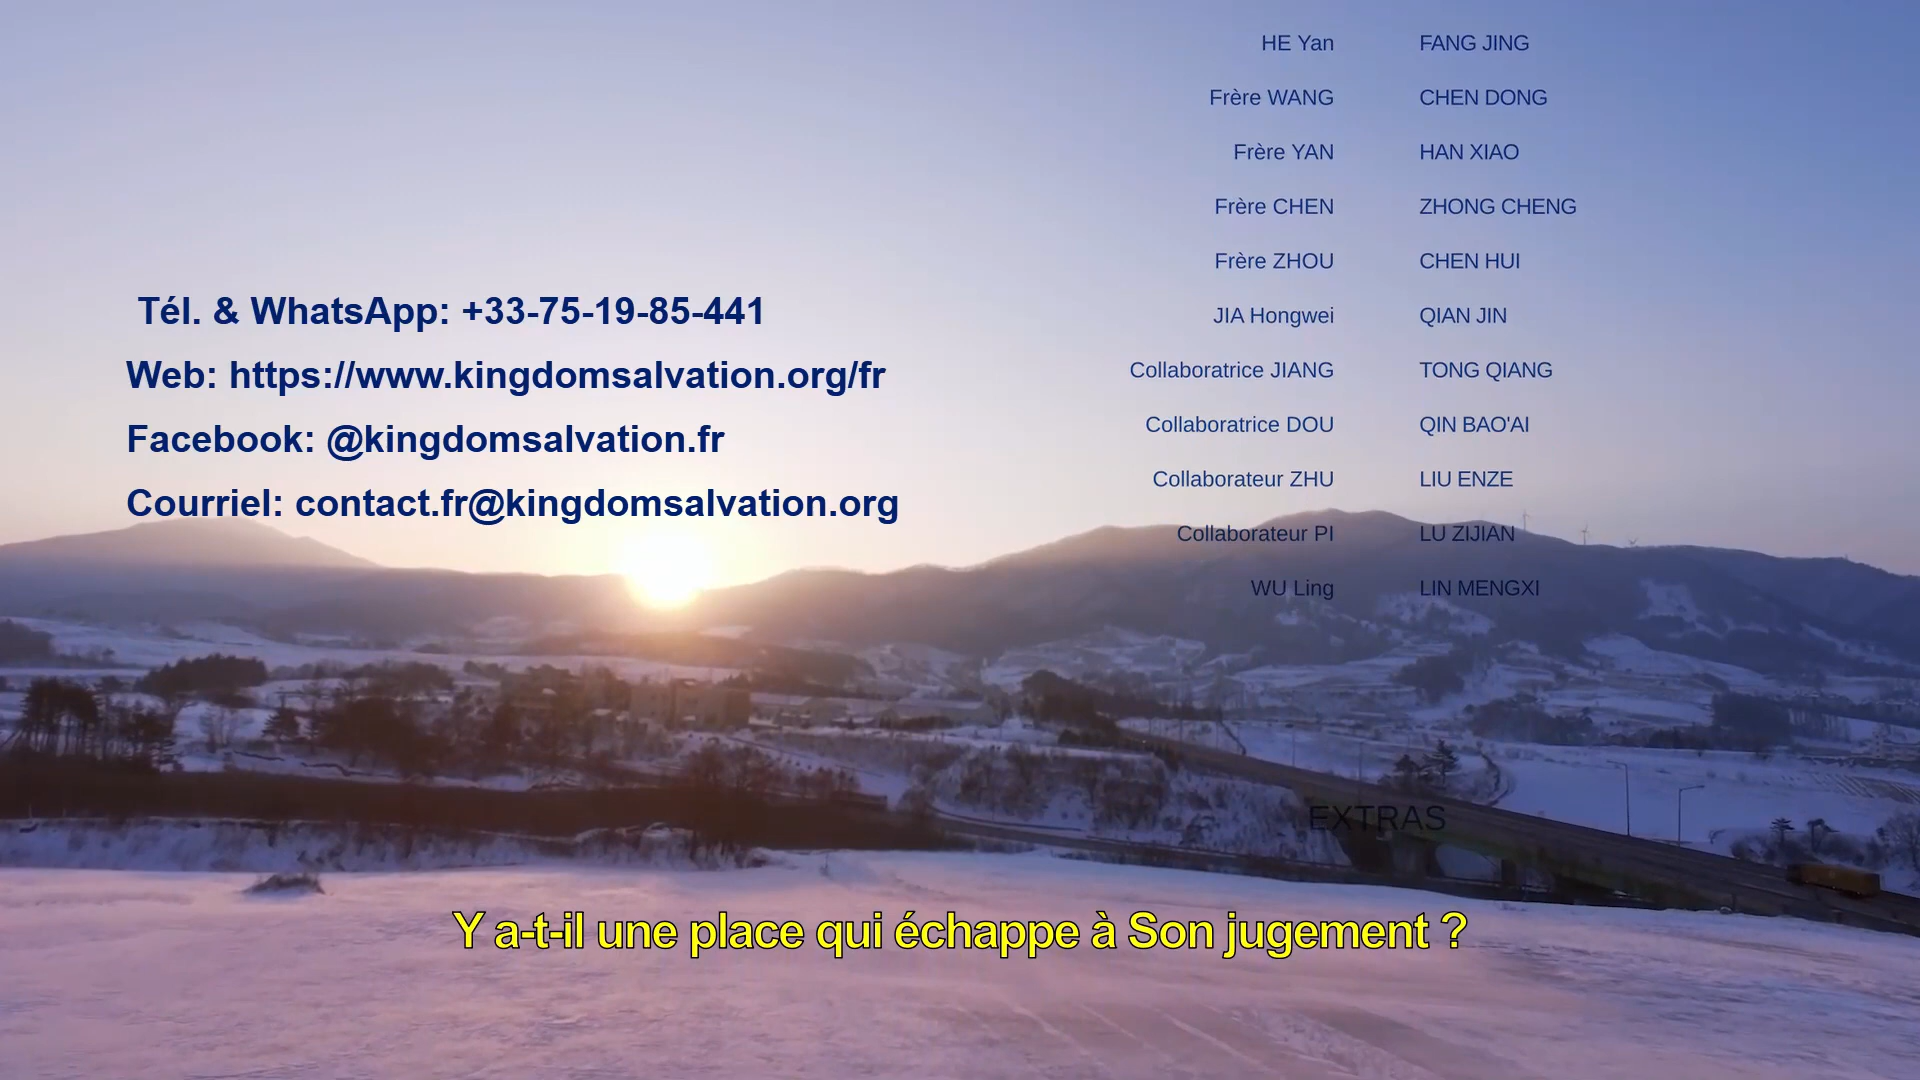 HE Yan FANG JING
Frère WANG CHEN DONG
Frère YAN HAN XIAO
Frère CHEN ZHONG CHENG
Frère ZHOU CHEN HUI
JIA Hongwei QIAN JIN
Collaboratrice JIANG TONG QIANG
Collaboratrice DOU QIN BAO'AI
Collaborateur ZHU LIU ENZE
Collaborateur PI LU ZIJIAN
WU Ling LIN MENGXI
EXTRAS
Tél. & WhatsApp: +33-75-19-85-441
Web: https://www.kingdomsalvation.org/fr
Facebook: @kingdomsalvation.fr
Courriel: contact.fr@kingdomsalvation.org
Y a-t-il une place qui échappe à Son jugement ?